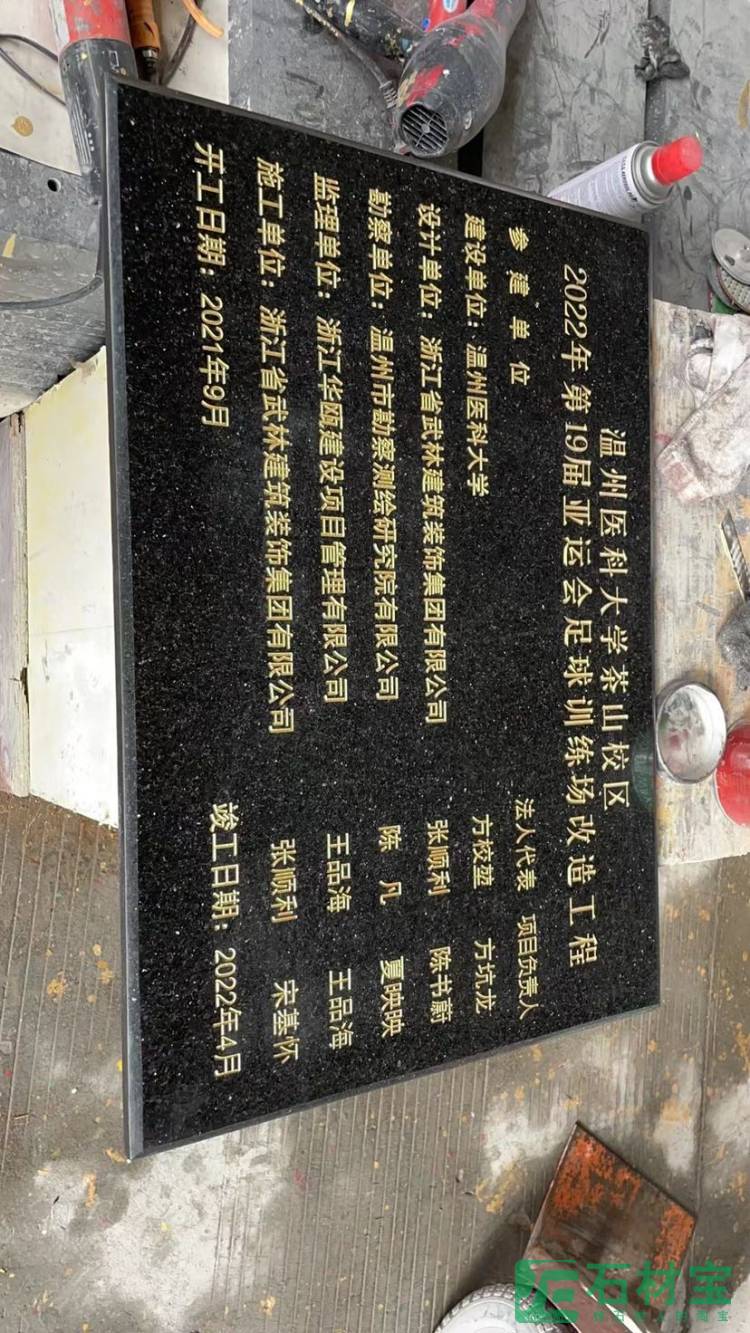 温州医科大学茶山校区
2022年 第19届亚运会足球训练场改造工程
参建单位 法人代表 项目负责人
建设单位：温州医科大学 方校堃 方坑龙
设计单位：浙江省武林建筑装饰集团有限公司 张顺利 陈书蔚
勘察单位：温州市勘察测绘研究院有限公司 陈凡 夏映映
监理单位：浙江华瓯建设项目管理有限公司 王品海 王品海
施工单位：浙江省武林建筑装饰集团有限公司 张顺利 宋基怀
开工日期：2021年9月 竣工日期：2022年4月
石材宝